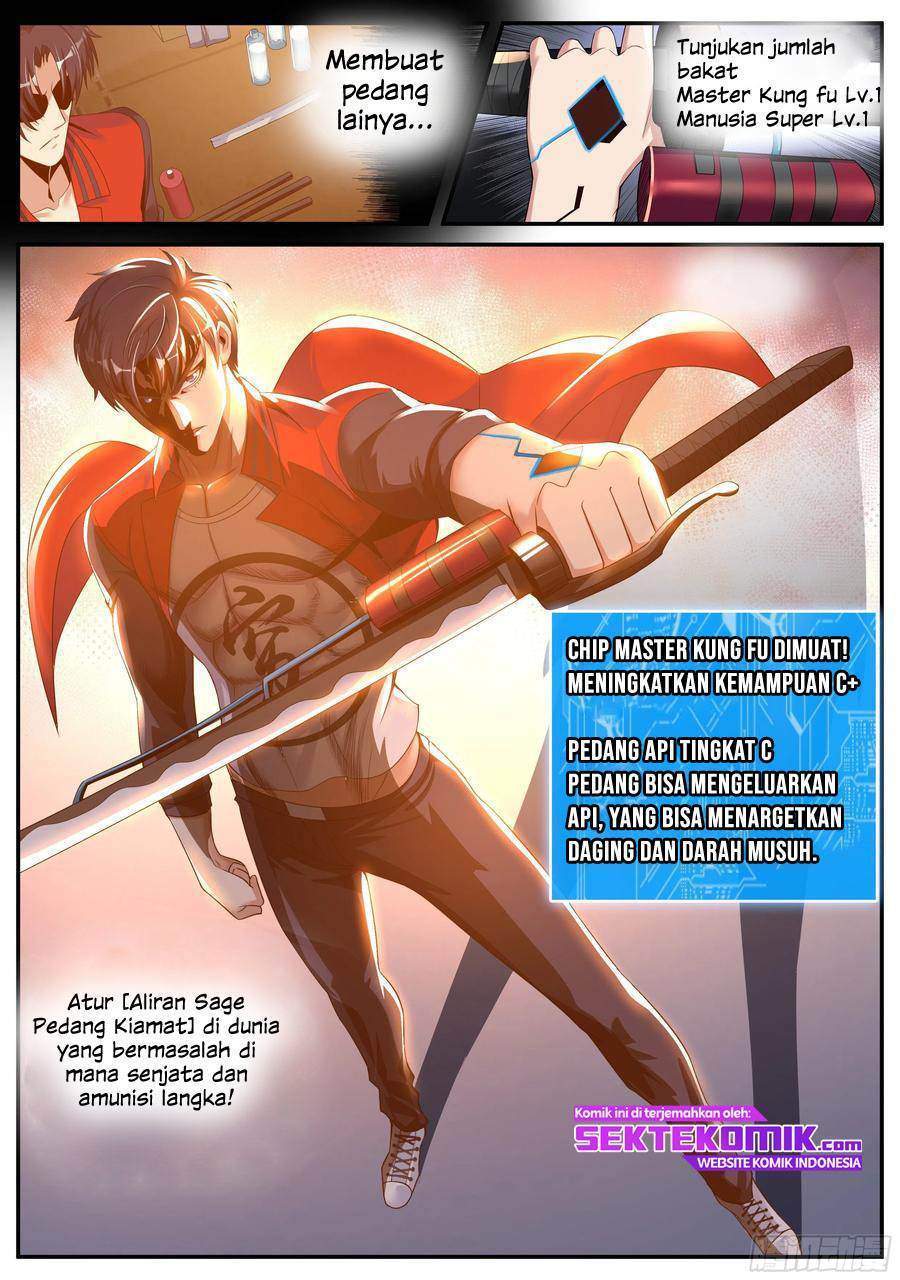 Membuat
pedang
lainya...
Tunjukan jumlah
bakat
Master Kung fu Lv.1
Manusia Super Lv.1
CHIP MASTER KUNG FU DIMUAT!
MENINGKATKAN KEMAMPUAN C+
PEDANG API TINGKAT C
PEDANG BISA MENGELUARKAN
API, YANG BISA MENARGETKAN
DAGING DAN DARAH MUSUH.
Atur [Aliran Sage
Pedang Kiamat] di dunia
yang bermasalah di
mana senjata dan
amunisi langka!
Komik ini di terjemahkan oleh:
SEKTEKOMIK.com
WEBSITE KOMIK INDONESIA